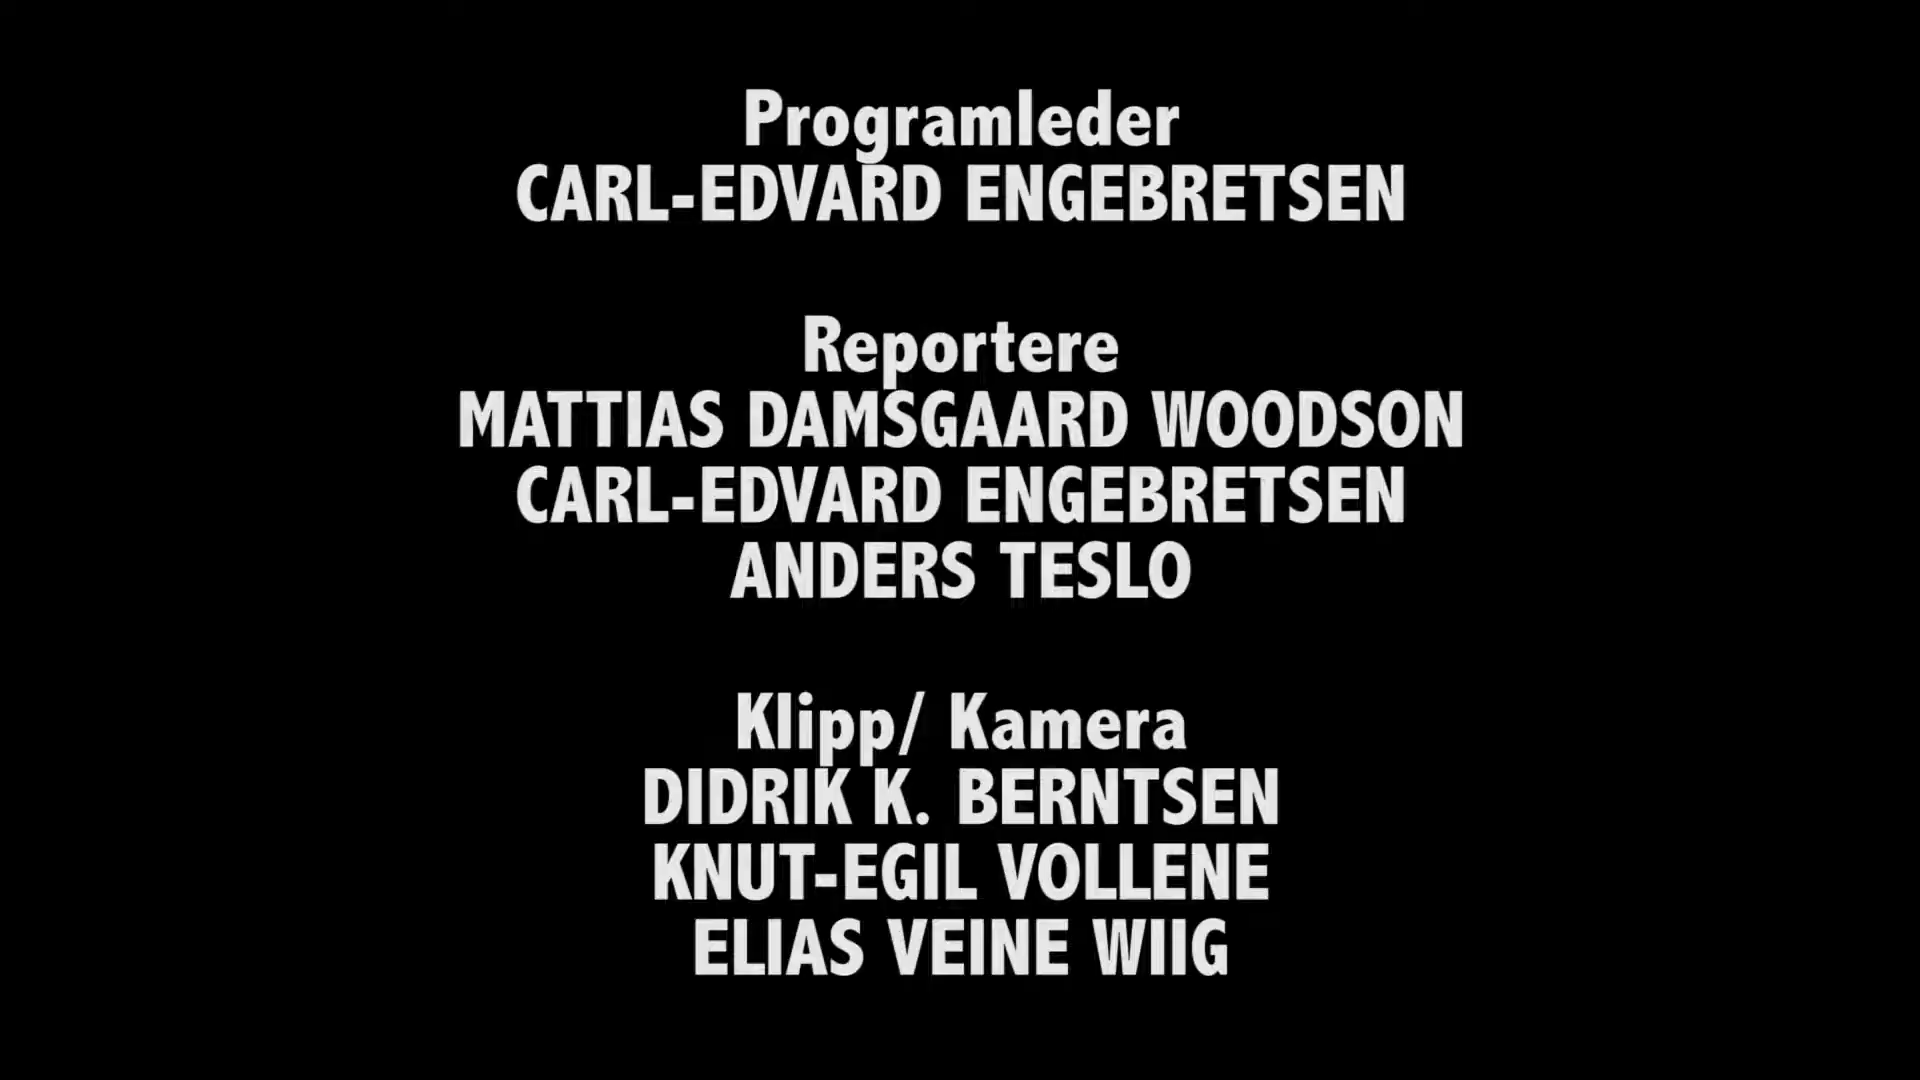 Programleder
CARL-EDVARD ENGEBRETSEN
Reportere
MATTIAS DAMSGAARD WOODSON
CARL-EDVARD ENGEBRETSEN
ANDERS TESLO
Klipp/ Kamera
DIDRIK K. BERNTSEN
KNUT-EGIL VOLLENE
ELIAS VEINE WIIG